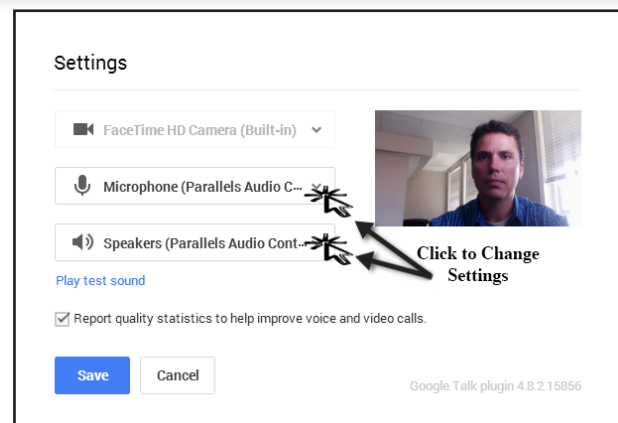 Settings
FaceTime HD Camera (Built-in)
Microphone (Parallels Audio C...
Speakers (Parallels Audio Cont...
Click to Change
Settings
Play test sound
Report quality statistics to help improve voice and video calls.
Save
Cancel
Google Talk plugin 4.8.2.15856